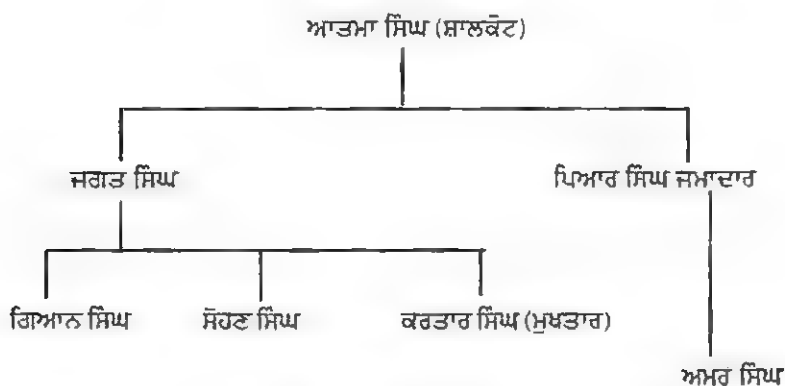 ਆਤਮਾ ਸਿੰਘ (ਸ਼ਾਲਕੋਟ)
ਜਗਤ ਸਿੰਘ ਪਿਆਰ ਸਿੰਘ ਜਮਾਦਾਰ
ਗਿਆਨ ਸਿੰਘ ਸੋਹਣ ਸਿੰਘ ਕਰਤਾਰ ਸਿੰਘ (ਮੁਖਤਾਰ)
ਅਮਰ ਸਿੰਘ